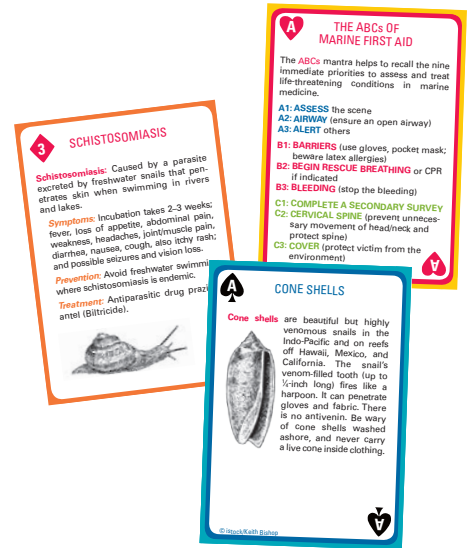 A
THE ABCs OF
MARINE FIRST AID
The ABCs mantra helps to recall the nine
immediate priorities to assess and treat
life-threatening conditions in marine
medicine.
A1: ASSESS the scene
A2: AIRWAY (ensure an open airway)
A3: ALERT others
B1: BARRIERS (use gloves, pocket mask;
beware latex allergies)
B2: BEGIN RESCUE BREATHING or CPR
if indicated
B3: BLEEDING (stop the bleeding)
C1: COMPLETE A SECONDARY SURVEY
C2: CERVICAL SPINE (prevent unneces-
sary movement of head/neck and
protect spine)
C3: COVER (protect victim from the
environment)
A
3
SCHISTOSOMIASIS
Schistosomiasis: Caused by a parasite
excreted by freshwater snails that pen-
etrates skin when swimming in rivers
and lakes.
Symptoms: Incubation takes 2–3 weeks;
fever, loss of appetite, abdominal pain,
weakness, headaches, joint/muscle pain,
diarrhea, nausea, cough, also itchy rash;
and possible seizures and vision loss.
Prevention: Avoid freshwater swimmi
where schistosomiasis is endemic.
Treatment: Antiparasitic drug prazi
antel (Biltricide).
A
CONE SHELLS
Cone shells are beautiful but highly
venomous snails in the
Indo-Pacific and on reefs
off Hawaii, Mexico, and
California. The snail's
venom-filled tooth (up to
¼-inch long) fires like a
harpoon. It can penetrate
gloves and fabric. There
is no antivenin. Be wary
of cone shells washed
ashore, and never carry
a live cone inside clothing.
© istock/Keith Bishop
A